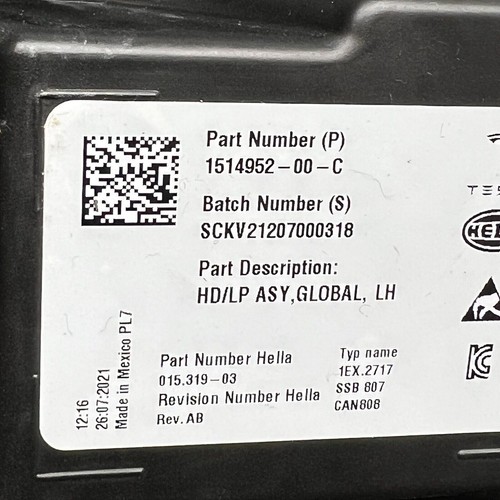 Part Number (P)
1514952-00-C
Batch Number (S)
SCKV21207000318
Part Description:
HD/LP ASY,GLOBAL, LH
Part Number Hella
015.319-03
Revision Number Hella
Rev.AB
Typ name
1EX.2717
SSB 807
CAN808
12:16
26:07:2021
Made in Mexico PL7